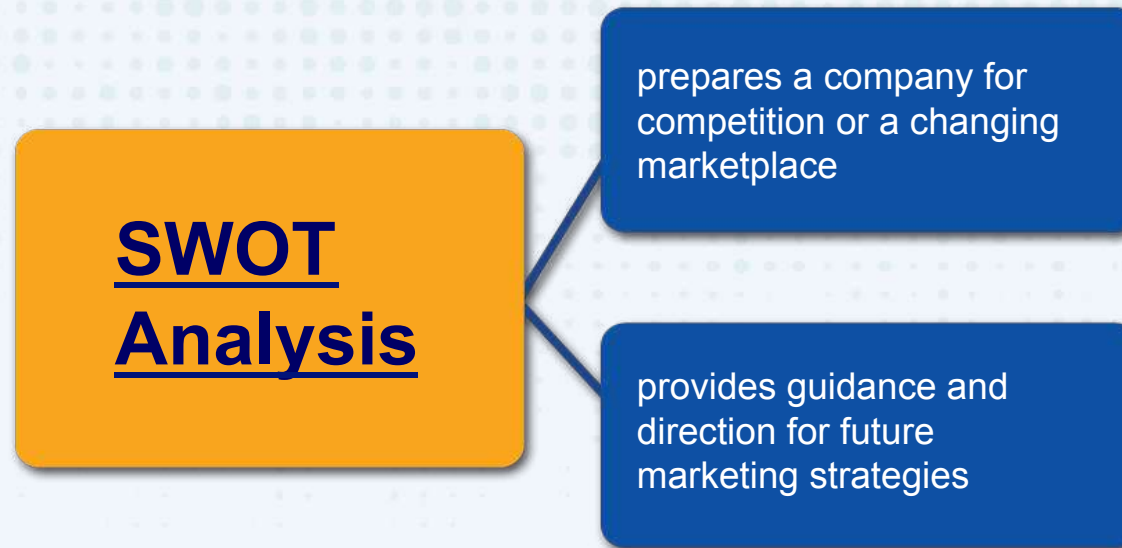 SWOT
Analysis
prepares a company for
competition or a changing
marketplace
provides guidance and
direction for future
marketing strategies